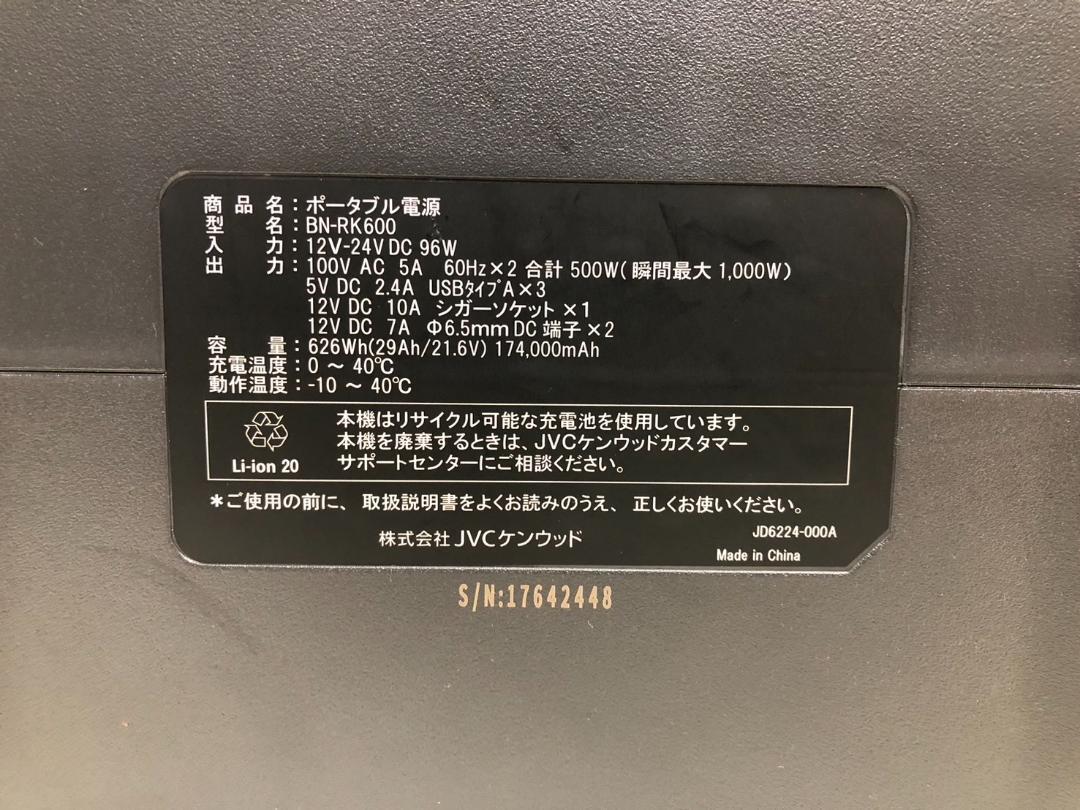 商品名：ポータブル電源
型名：BN-RK600
入力：12V-24V DC 96W
出力：100V AC 5A 60Hz×2 合計 500W( 瞬間最大 1,000W)
5V DC 2.4A USBﾀｲﾌﾟA×3
12V DC 10A シガーソケット ×1
12V DC 7A Φ6.5mm DC 端子×2
容量：626Wh(29Ah/21.6V) 174,000mAh
充電温度：0 ～ 40℃
動作温度：-10 ～ 40℃
本機はリサイクル可能な充電池を使用しています。
本機を廃棄するときは、JVCケンウッドカスタマー
サポートセンターにご相談ください。
Li-ion 20
＊ご使用の前に、取扱説明書をよくお読みのうえ、正しくお使いください。
株式会社 JVCケンウッド
JD6224-000A
Made in China
S/N:17642448